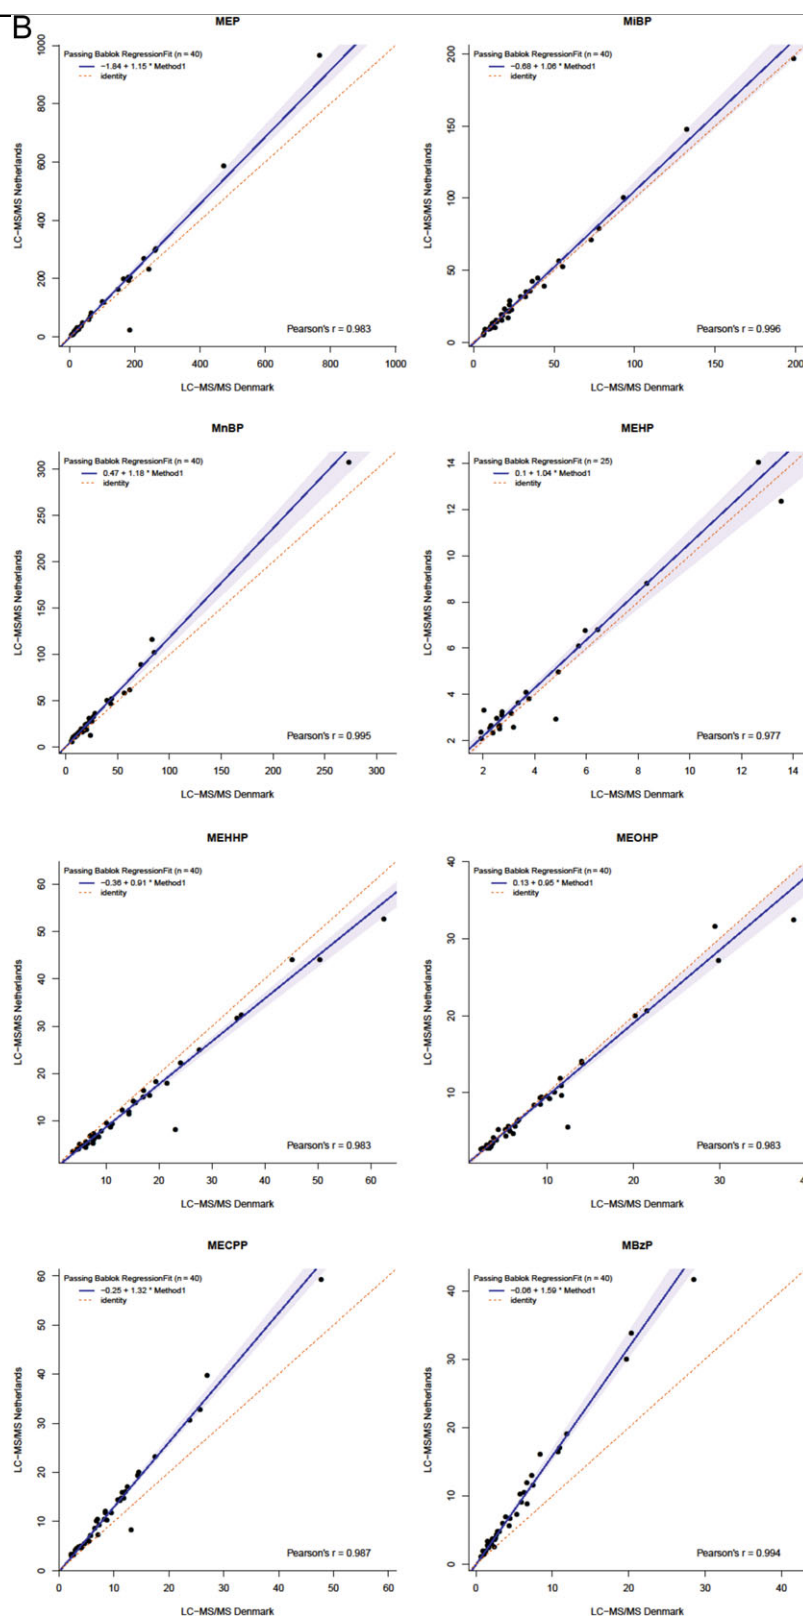 B
MEP
Passing Bablok RegressionFit (n = 40)
−1.84 + 1.15 * Method1
identity
LC−MS/MS Netherlands
0 200 400 600 800 1000
Pearson's r = 0.983
0 200 400 600 800 1000
LC−MS/MS Denmark
MiBP
Passing Bablok RegressionFit (n = 40)
−0.68 + 1.06 * Method1
identity
LC−MS/MS Netherlands
0 50 100 150 200
Pearson's r = 0.996
0 50 100 150 200
LC−MS/MS Denmark
MnBP
Passing Bablok RegressionFit (n = 40)
0.47 + 1.18 * Method1
identity
LC−MS/MS Netherlands
0 50 100 150 200 250 300
Pearson's r = 0.995
0 50 100 150 200 250 300
LC−MS/MS Denmark
MEHP
Passing Bablok RegressionFit (n = 25)
0.1 + 1.04 * Method1
identity
LC−MS/MS Netherlands
2 4 6 8 10 12 14
Pearson's r = 0.977
2 4 6 8 10 12 14
LC−MS/MS Denmark
MEHHP
Passing Bablok RegressionFit (n = 40)
−0.36 + 0.91 * Method1
identity
LC−MS/MS Netherlands
10 20 30 40 50 60
Pearson's r = 0.983
10 20 30 40 50 60
LC−MS/MS Denmark
MEOHP
Passing Bablok RegressionFit (n = 40)
0.13 + 0.95 * Method1
identity
LC−MS/MS Netherlands
10 20 30 40
Pearson's r = 0.983
10 20 30
LC−MS/MS Denmark
MECPP
Passing Bablok RegressionFit (n = 40)
−0.25 + 1.32 * Method1
identity
LC−MS/MS Netherlands
0 10 20 30 40 50 60
Pearson's r = 0.987
0 10 20 30 40 50 60
LC−MS/MS Denmark
MBzP
Passing Bablok RegressionFit (n = 40)
−0.06 + 1.59 * Method1
identity
LC−MS/MS Netherlands
0 10 20 30 40
Pearson's r = 0.994
0 10 20 30 40
LC−MS/MS Denmark